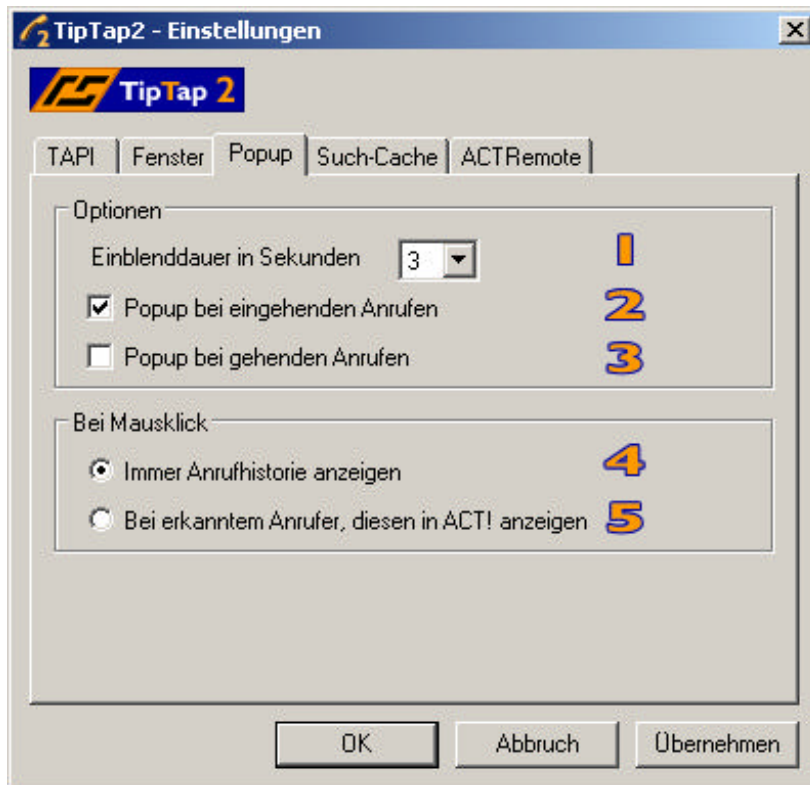 TipTap2 - Einstellungen
TipTap 2
TAPI Fenster Popup Such-Cache ACTRemote
Optionen
Einblenddauer in Sekunden 3 1
Popup bei eingehenden Anrufen 2
Popup bei gehenden Anrufen 3
Bei Mausklick
Immer Anrufhistorie anzeigen 4
Bei erkanntem Anrufer, diesen in ACT! anzeigen 5
OK Abbruch Übernehmen